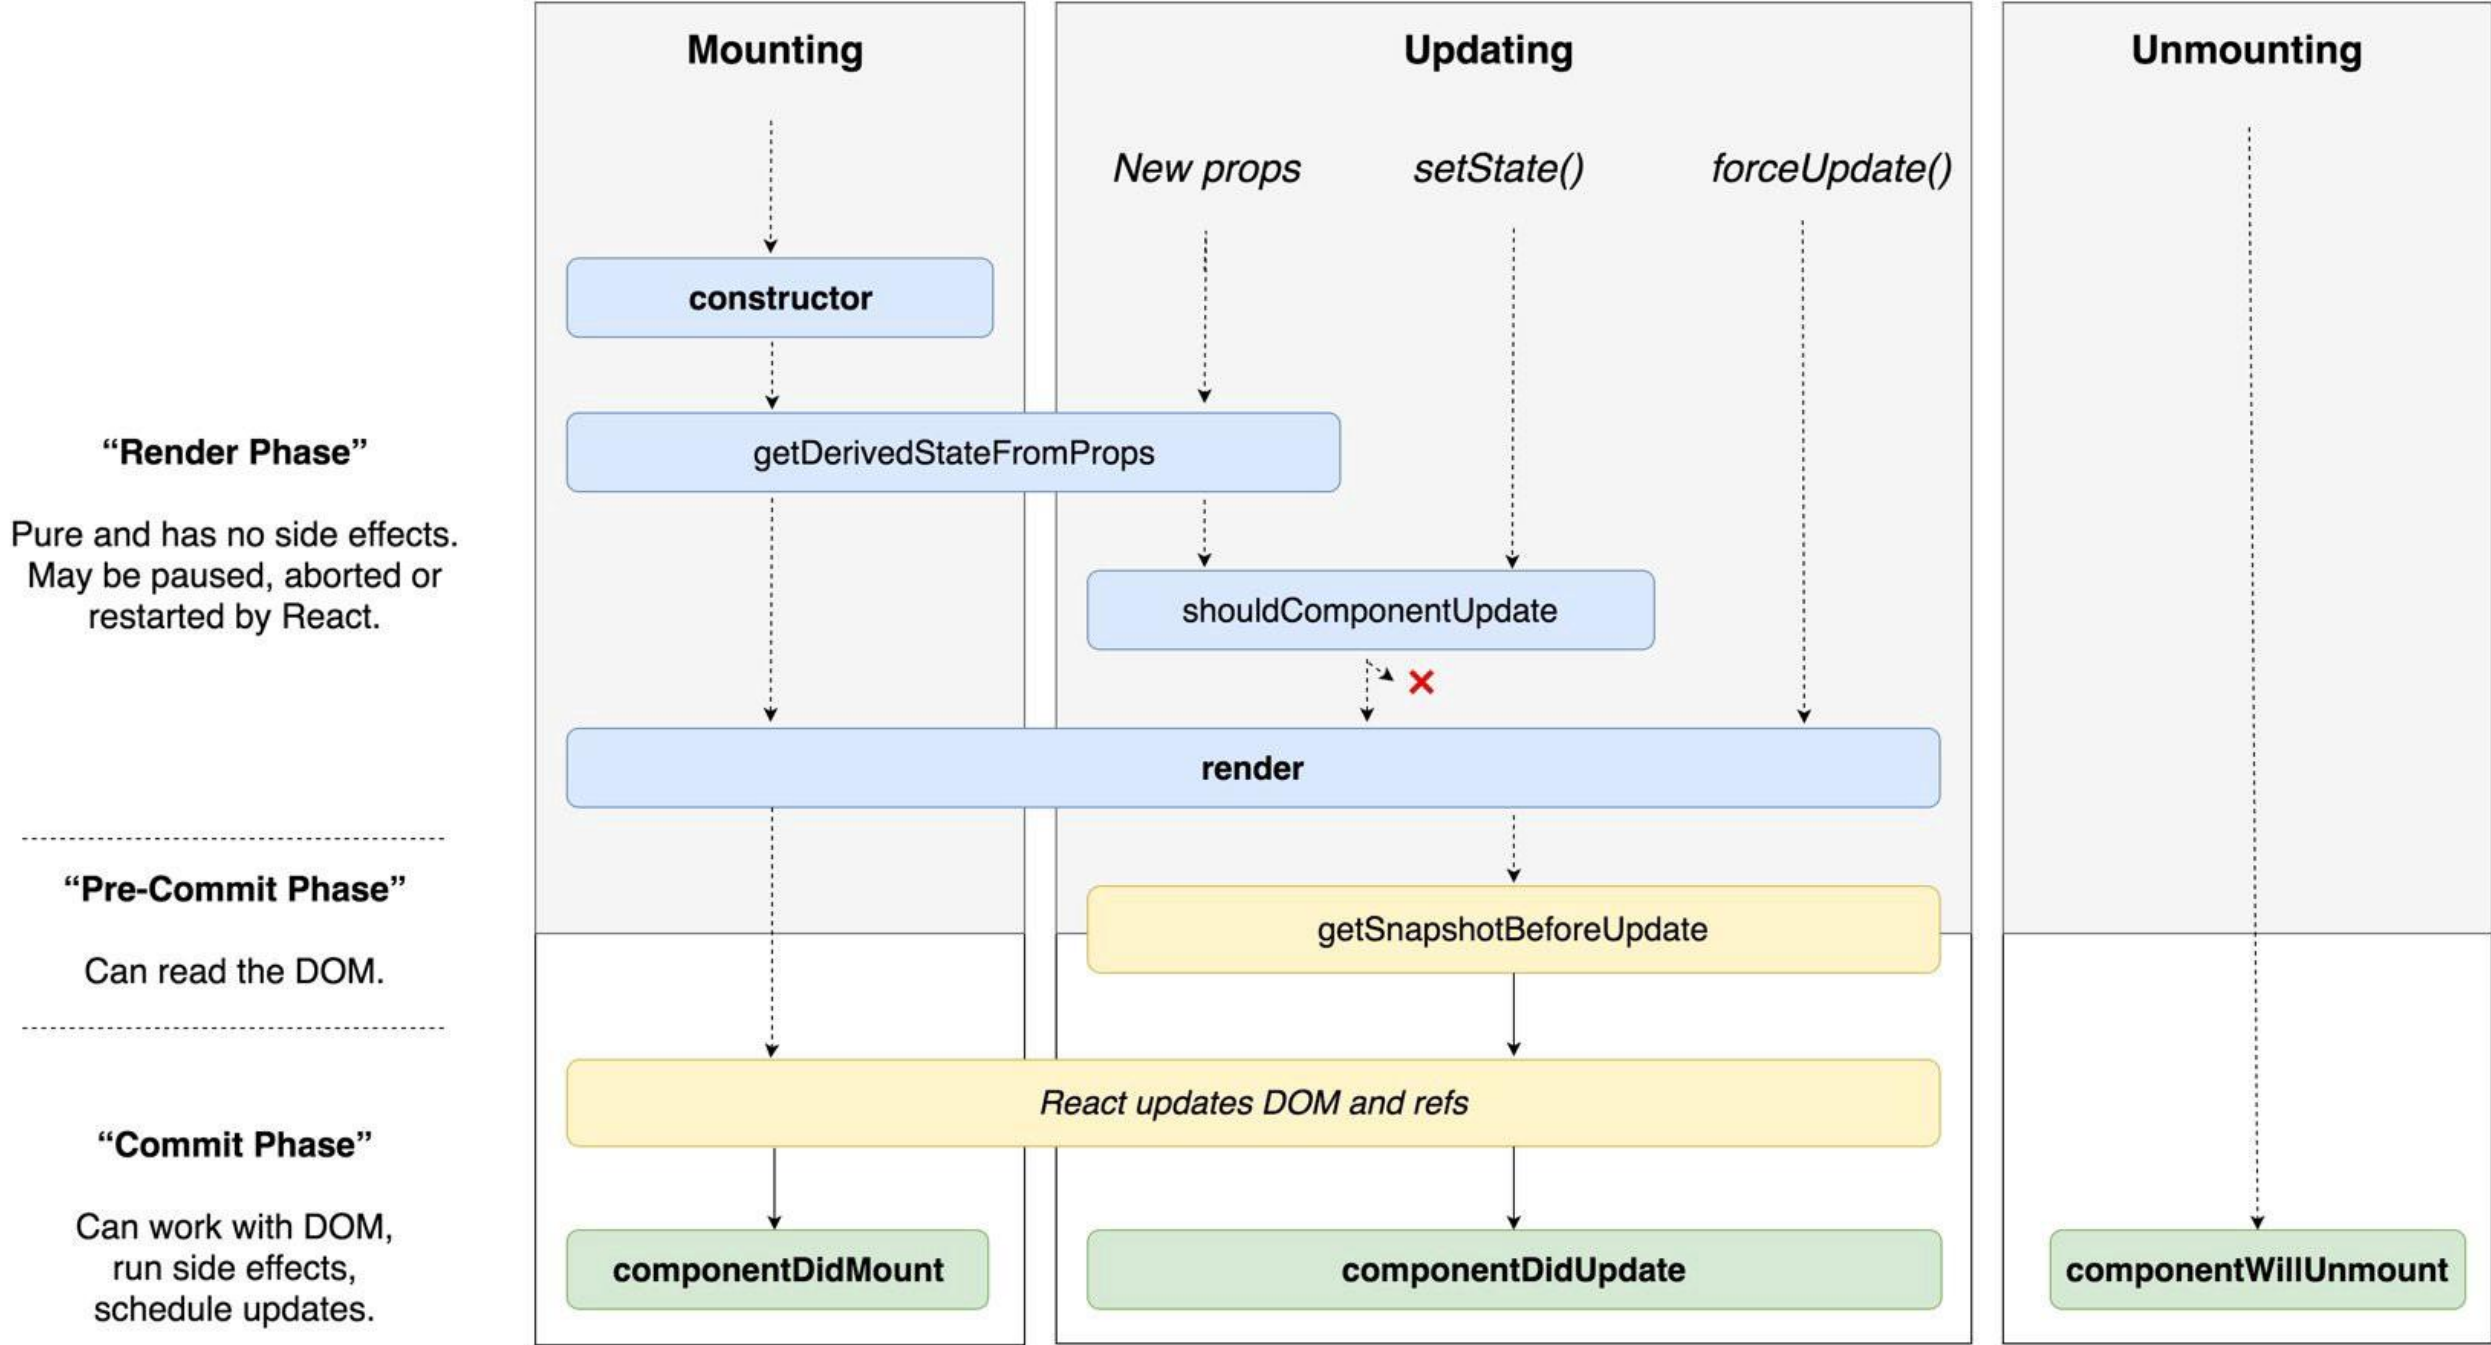 Mounting
Updating
Unmounting
New props
setState()
forceUpdate()
constructor
“Render Phase”
getDerivedStateFromProps
Pure and has no side effects.
May be paused, aborted or
restarted by React.
shouldComponentUpdate
render
“Pre-Commit Phase”
getSnapshotBeforeUpdate
Can read the DOM.
React updates DOM and refs
“Commit Phase”
Can work with DOM,
run side effects,
schedule updates.
componentDidMount
componentDidUpdate
componentWillUnmount